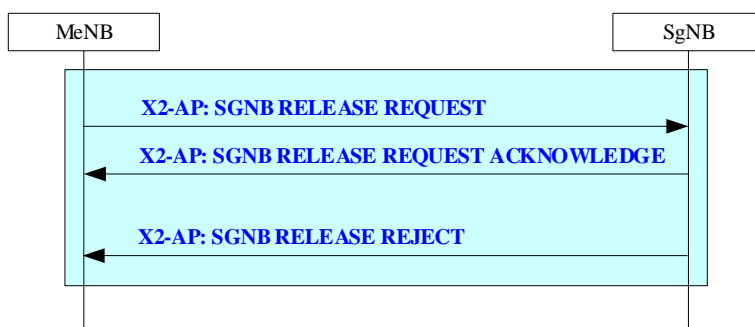 MeNB
SgNB
X2-AP: SGNB RELEASE REQUEST
X2-AP: SGNB RELEASE REQUEST ACKNOWLEDGE
X2-AP: SGNB RELEASE REJECT